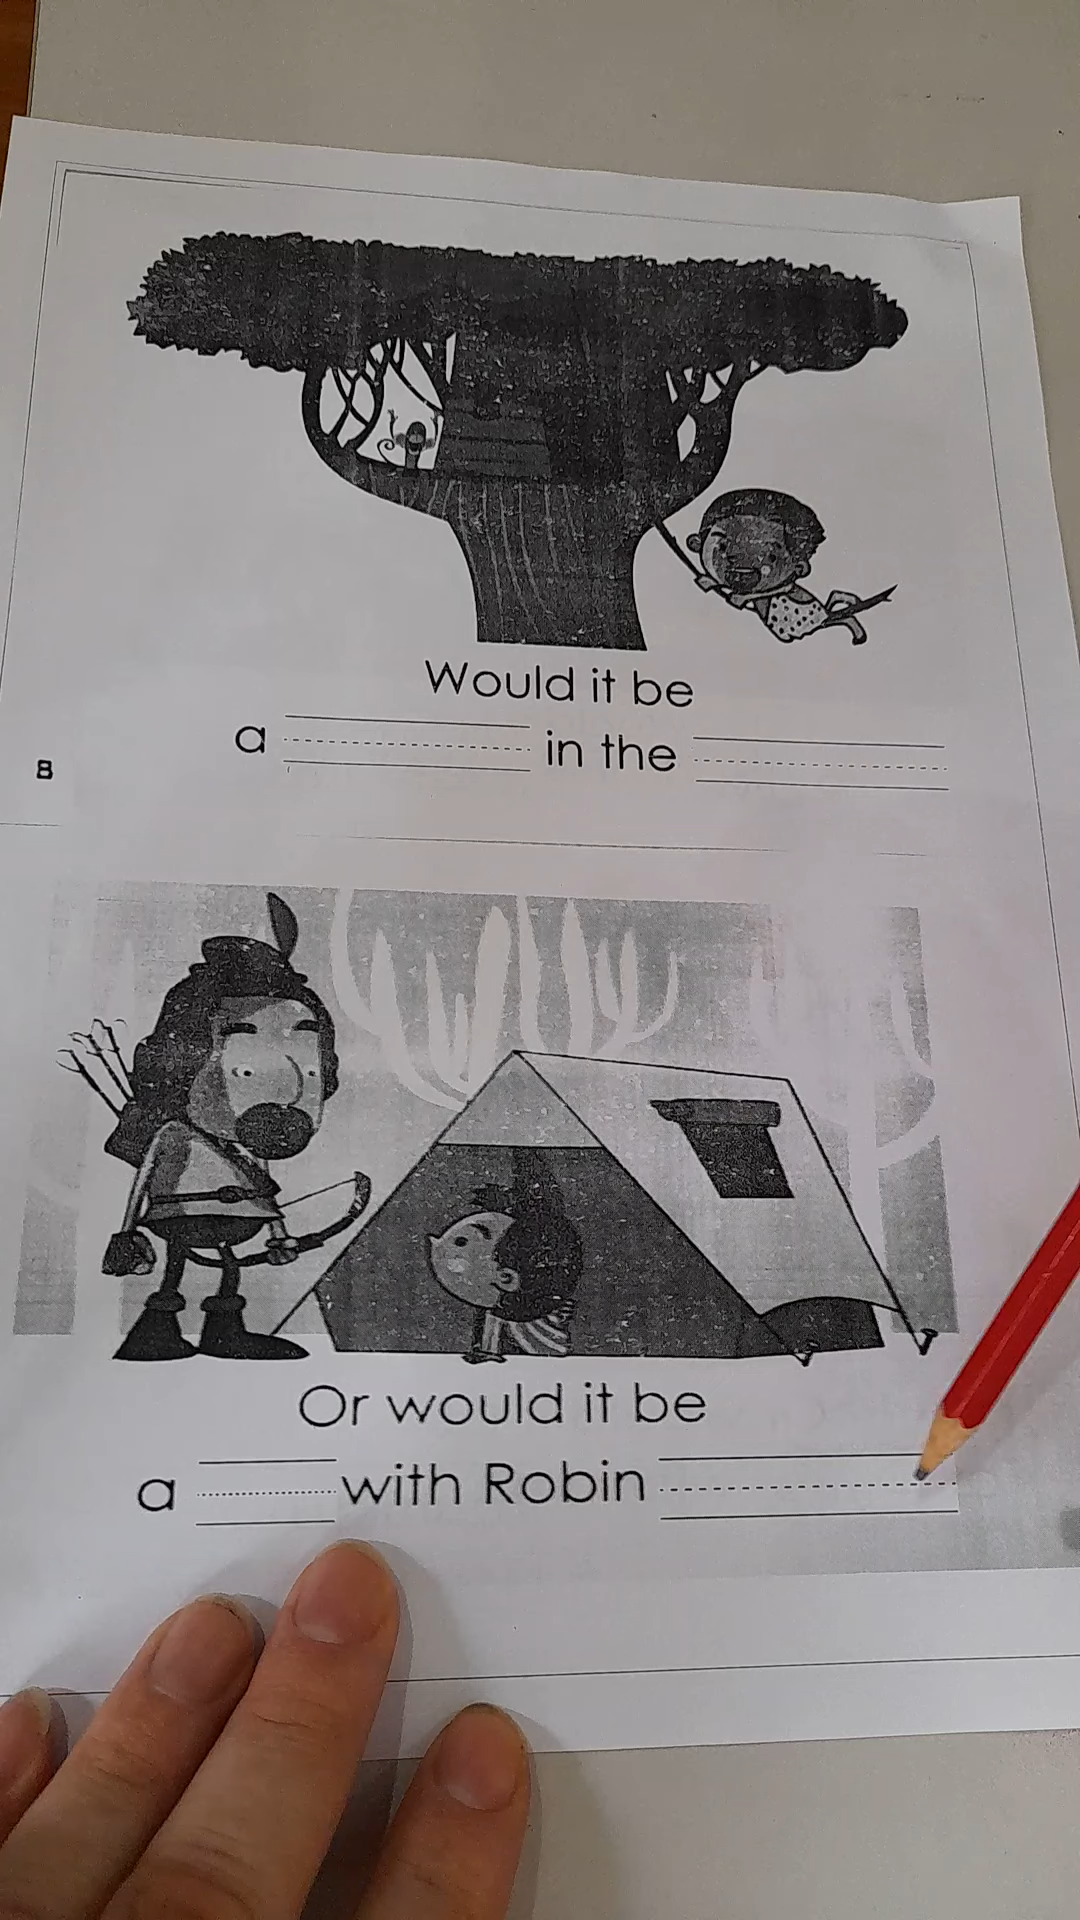 Would it be
a in the
8
Or would it be
a with Robin